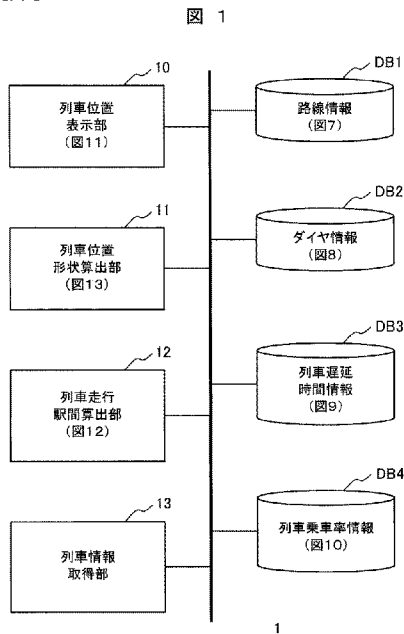 図 1
10
列車位置
表示部
(図11)
11
列車位置
形状算出部
(図13)
12
列車走行
駅間算出部
(図12)
13
列車情報
取得部
DB1
路線情報
(図7)
DB2
ダイヤ情報
(図8)
DB3
列車遅延
時間情報
(図9)
DB4
列車乗車率情報
(図10)
1